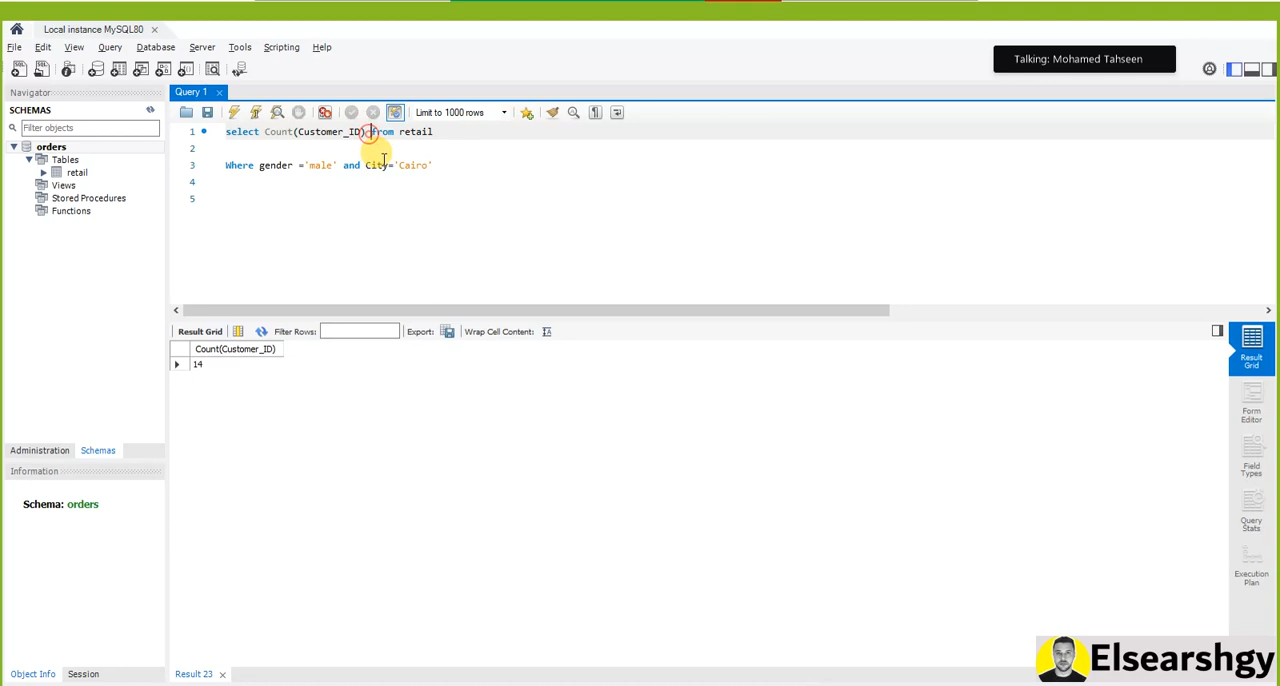 Local instance MySQL80
File Edit View Query Database Server Tools Scripting Help
Talking: Mohamed Tahseen
Navigator
SCHEMAS
Filter objects
orders
Tables
retail
Views
Stored Procedures
Functions
Administration Schemas
Information
Schema: orders
Object Info Session
Query 1
Limit to 1000 rows
1 select Count(Customer_ID) from retail
2
3 Where gender ='male' and City='Cairo'
4
5
Result Grid Filter Rows: Export: Wrap Cell Content:
Count(Customer_ID)
14
Result 23
Result
Grid
Form
Editor
Field
Types
Query
Stats
Execution
Plan
Elsearshgy